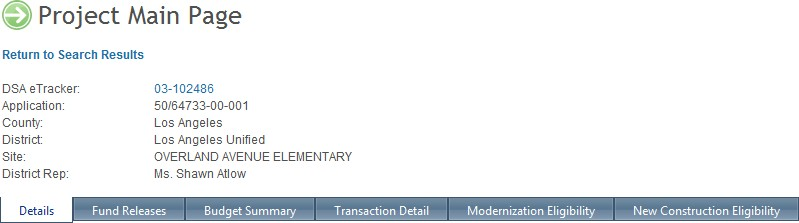 Project Main Page
Return to Search Results
DSA eTracker: 03-102486
Application: 50/64733-00-001
County: Los Angeles
District: Los Angeles Unified
Site: OVERLAND AVENUE ELEMENTARY
District Rep: Ms. Shawn Atlow
Details Fund Releases Budget Summary Transaction Detail Modernization Eligibility New Construction Eligibility